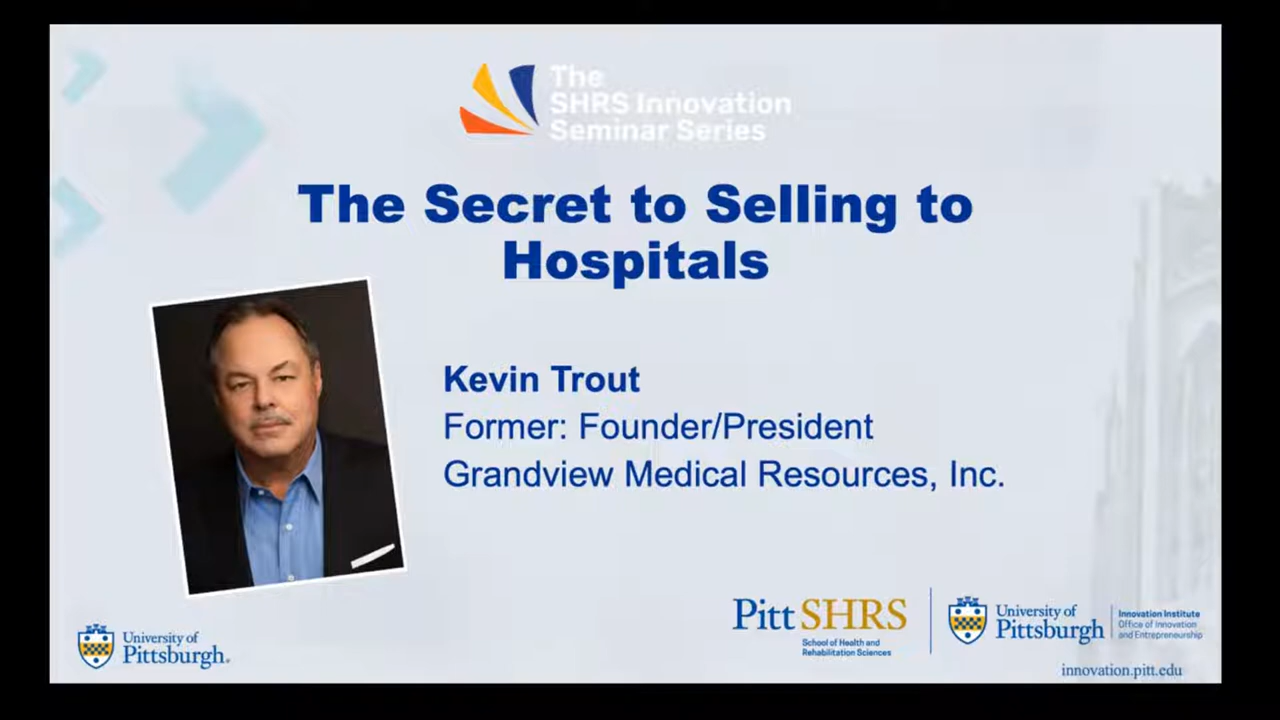 The
SHRS Innovation
Seminar Series
The Secret to Selling to
Hospitals
Kevin Trout
Former: Founder/President
Grandview Medical Resources, Inc.
University of
Pittsburgh®
Pitt SHRS
School of Health and
Rehabilitation Sciences
University of
Pittsburgh
Innovation Institute
Office of Innovation
and Entrepreneurship
innovation.pitt.edu